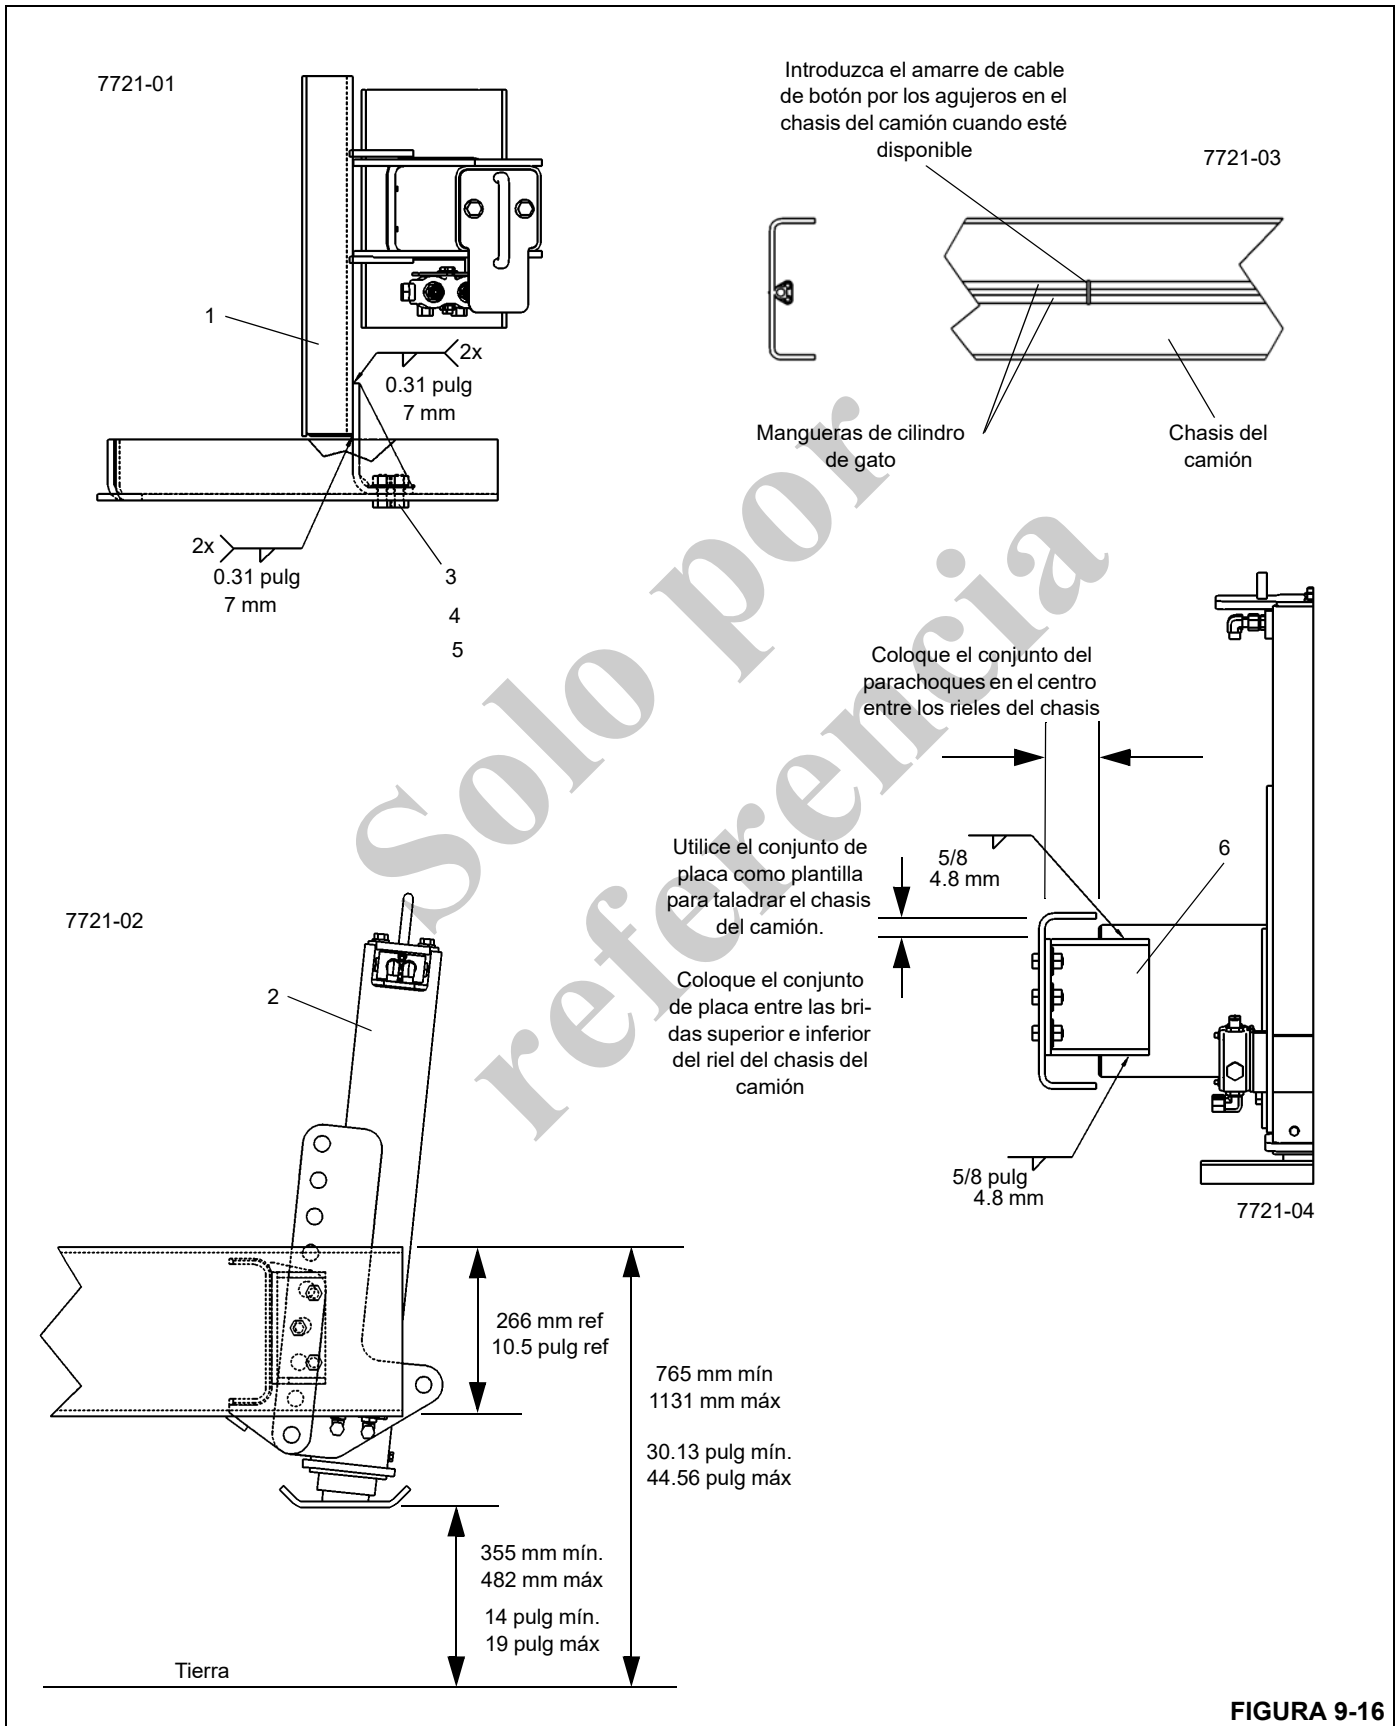 7721-01
1
2x
0.31 pulg
7 mm
2x
0.31 pulg
7 mm
3
4
5
Introduzca el amarre de cable
de botón por los agujeros en el
chasis del camión cuando esté
disponible
7721-03
Mangueras de cilindro
de gato
Chasis del
camión
Coloque el conjunto del
parachoques en el centro
entre los rieles del chasis
Utilice el conjunto de
placa como plantilla
para taladrar el chasis
del camión.
Coloque el conjunto
de placa entre las bri-
das superior e inferior
del riel del chasis del
camión
5/8
4.8 mm
6
5/8 pulg
4.8 mm
7721-04
7721-02
2
266 mm ref
10.5 pulg ref
765 mm mín
1131 mm máx
30.13 pulg mín.
44.56 pulg máx
355 mm mín.
482 mm máx
14 pulg mín.
19 pulg máx
Tierra
Solo por
referencia
FIGURA 9-16